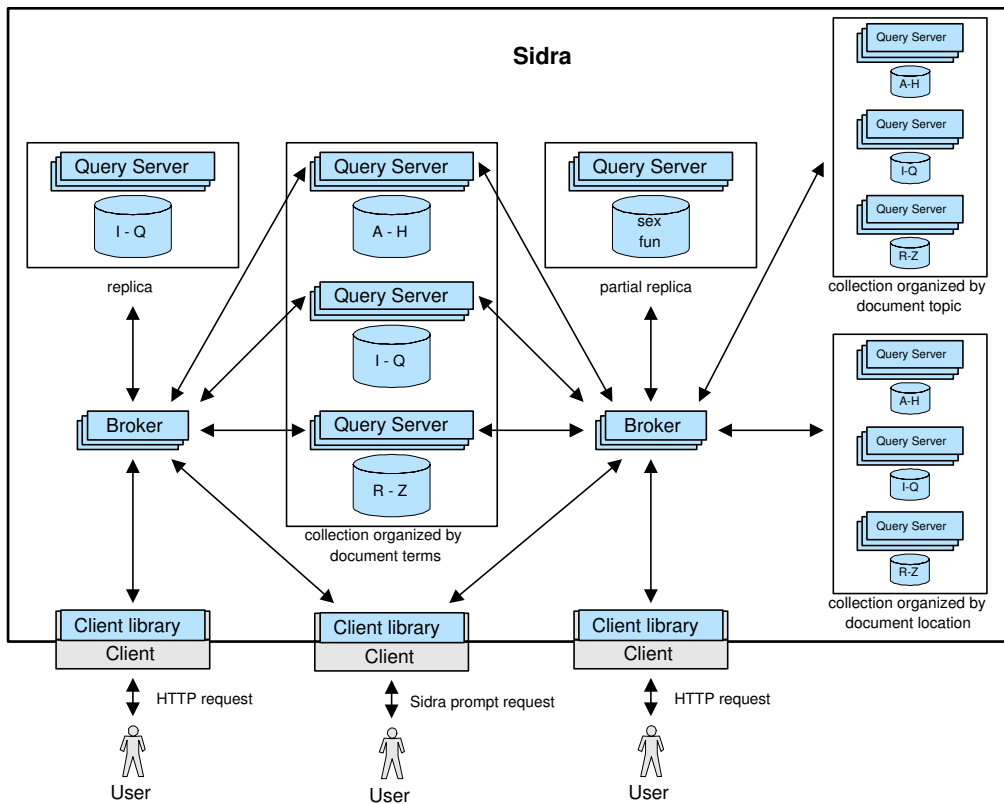 Sidra
Query Server
I - Q
replica
Query Server
A - H
Query Server
I - Q
Query Server
R - Z
collection organized by
document terms
Query Server
sex
fun
partial replica
Query Server
A-H
Query Server
I-Q
Query Server
R-Z
collection organized by
document topic
Query Server
A-H
Query Server
I-Q
Query Server
R-Z
collection organized by
document location
Broker
Broker
Client library
Client
Client library
Client
Client library
Client
HTTP request
Sidra prompt request
HTTP request
User
User
User